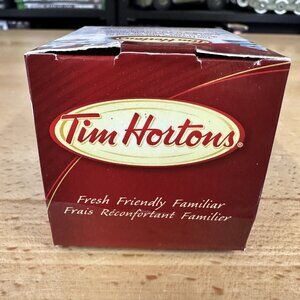 Tim Hortons®
Fresh Friendly Familiar
Frais Réconfortant Familier